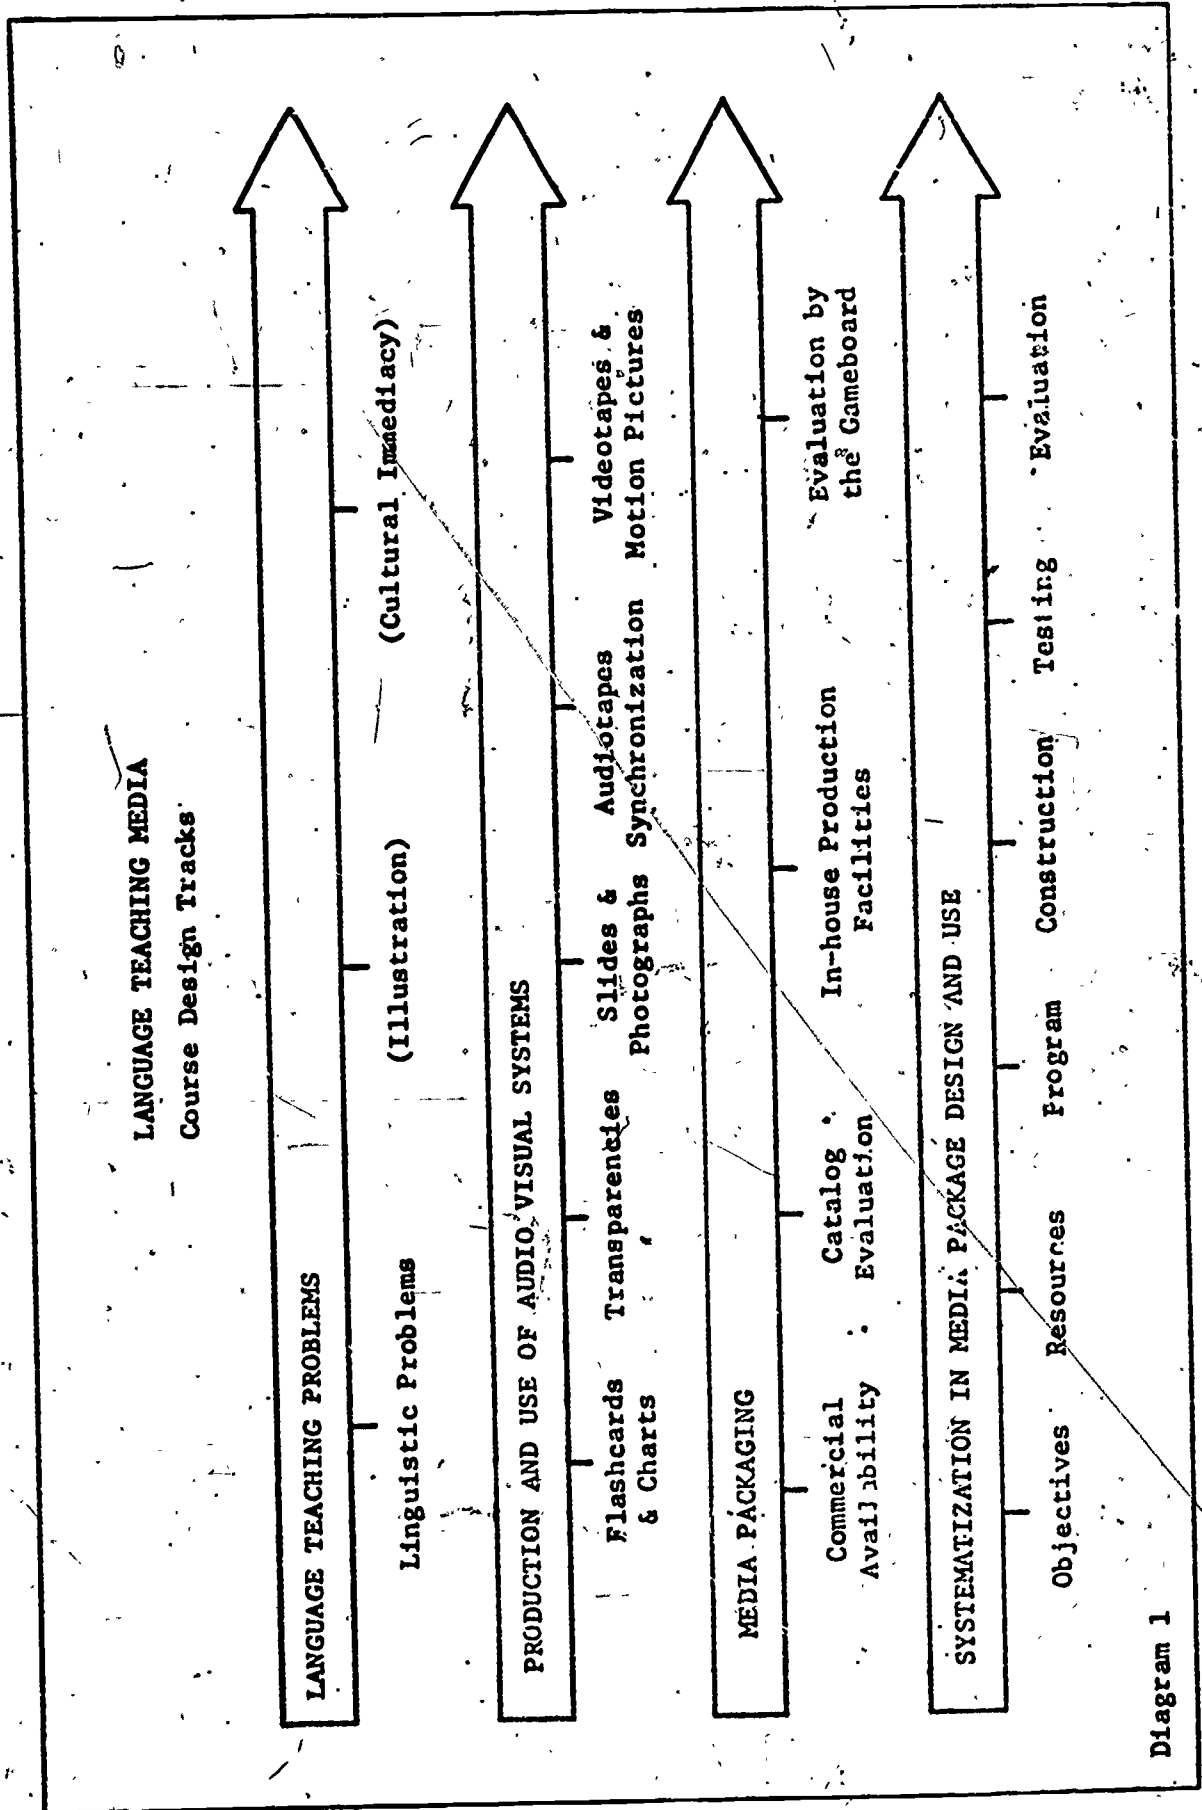 LANGUAGE TEACHING MEDIA
Course Design Tracks
LANGUAGE TEACHING PROBLEMS
Linguistic Problems
(Illustration)
(Cultural Immediacy)
PRODUCTION AND USE OF AUDIO VISUAL SYSTEMS
Flashcards
& Charts
Transparencies
Slides &
Photographs
Audiotapes
Synchronization
Videotapes &
Motion Pictures
MEDIA PACKAGING
Commercial
Availability
Catalog
Evaluation
In-house Production
Facilities
Evaluation by
the Gameboard
SYSTEMATIZATION IN MEDIA PACKAGE DESIGN AND USE
Objectives
Resources
Program
Construction
Testing
Evaluation
Diagram 1